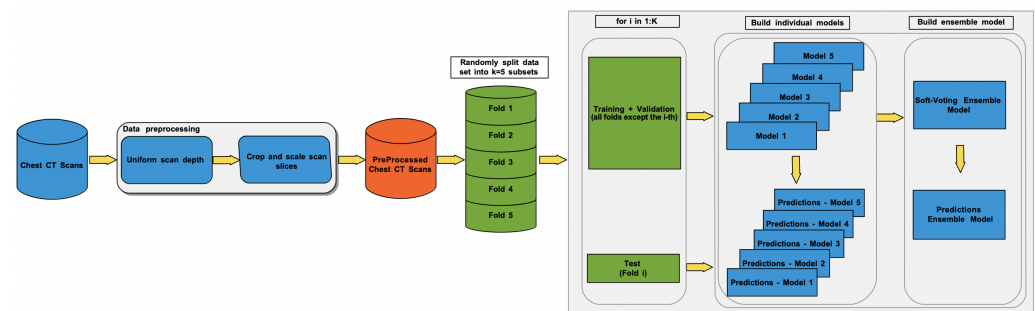 Chest CT Scans
Data preprocessing
Uniform scan depth
Crop and scale scan
slices
PreProcessed
Chest CT Scans
Randomly split data
set into k=5 subsets
Fold 1
Fold 2
Fold 3
Fold 4
Fold 5
for i in 1:K
Training + Validation
(all folds except the i-th)
Test
(Fold i)
Build individual models
Model 5
Model 4
Model 3
Model 2
Model 1
Predictions - Model 5
Predictions - Model 4
Predictions - Model 3
Predictions - Model 2
Predictions - Model 1
Build ensemble model
Soft-Voting Ensemble
Model
Predictions
Ensemble Model